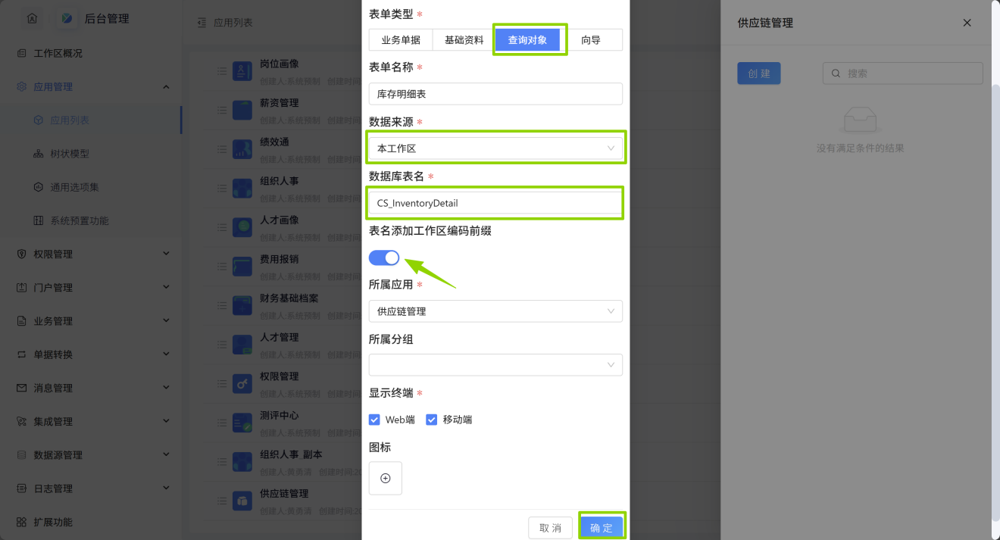 后台管理
工作区概况
应用管理
应用列表
树状模型
通用选项集
系统预置功能
权限管理
门户管理
业务管理
单据转换
消息管理
集成管理
数据源管理
日志管理
扩展功能
应用列表
岗位画像
创建人:系统预制 创建时间
薪资管理
创建人:系统预制 创建时间
绩效通
创建人:系统预制 创建时间
组织人事
创建人:系统预制 创建时间
人才画像
创建人:系统预制 创建时间
费用报销
创建人:系统预制 创建时间
财务基础档案
创建人:系统预制 创建时间
人才管理
创建人:系统预制 创建时间
权限管理
创建人:系统预制 创建时间
测评中心
创建人:系统预制 创建时间
组织人事_副本
创建人:黄勇清 创建时间:20
供应链管理
创建人:黄勇清 创建时间:20
表单类型 *
业务单据 基础资料 查询对象 向导
表单名称 *
库存明细表
数据来源 *
本工作区
数据库表名 *
CS_InventoryDetail
表名添加工作区编码前缀
所属应用 *
供应链管理
所属分组
显示终端 *
Web端 移动端
图标
取 消 确 定
供应链管理
创 建 搜索
没有满足条件的结果